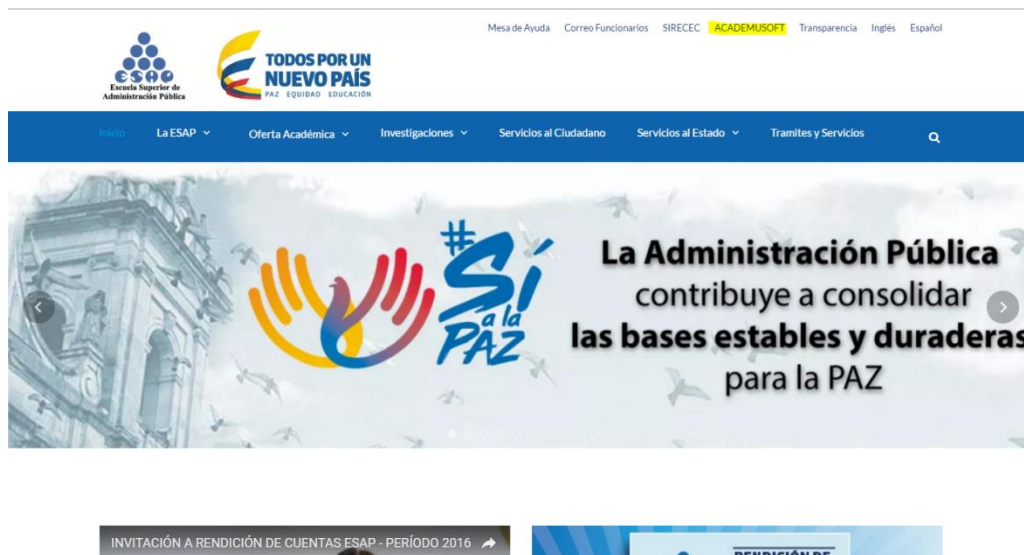 Mesa de Ayuda Correo Funcionarios SIRECEC ACADEMUSOFT Transparencia Inglés Español
ESAP
Escuela Superior de
Administración Pública
TODOS POR UN
NUEVO PAÍS
PAZ EQUIDAD EDUCACIÓN
Inicio La ESAP Oferta Académica Investigaciones Servicios al Ciudadano Servicios al Estado Tramites y Servicios
#Sí
a la
PAZ
La Administración Pública
contribuye a consolidar
las bases estables y duraderas
para la PAZ
INVITACIÓN A RENDICIÓN DE CUENTAS ESAP - PERÍODO 2016
RENDICIÓN DE